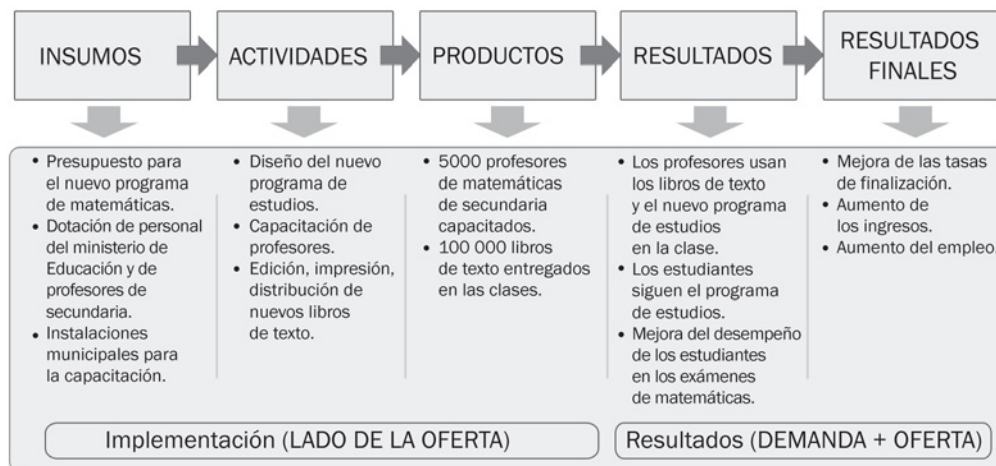 INSUMOS
ACTIVIDADES
PRODUCTOS
RESULTADOS
RESULTADOS
FINALES
• Presupuesto para
el nuevo programa
de matemáticas.
• Dotación de personal
del ministerio de
Educación y de
profesores de
secundaria.
• Instalaciones
municipales para
la capacitación.
• Diseño del nuevo
programa de
estudios.
• Capacitación de
profesores.
• Edición, impresión,
distribución de
nuevos libros
de texto.
• 5000 profesores
de matemáticas
de secundaria
capacitados.
• 100 000 libros
de texto entregados
en las clases.
• Los profesores usan
los libros de texto
y el nuevo programa
de estudios
en la clase.
• Los estudiantes
siguen el programa
de estudios.
• Mejora del desempeño
de los estudiantes
en los exámenes
de matemáticas.
• Mejora de las tasas
de finalización.
• Aumento de
los ingresos.
• Aumento del empleo.
Implementación (LADO DE LA OFERTA)
Resultados (DEMANDA + OFERTA)